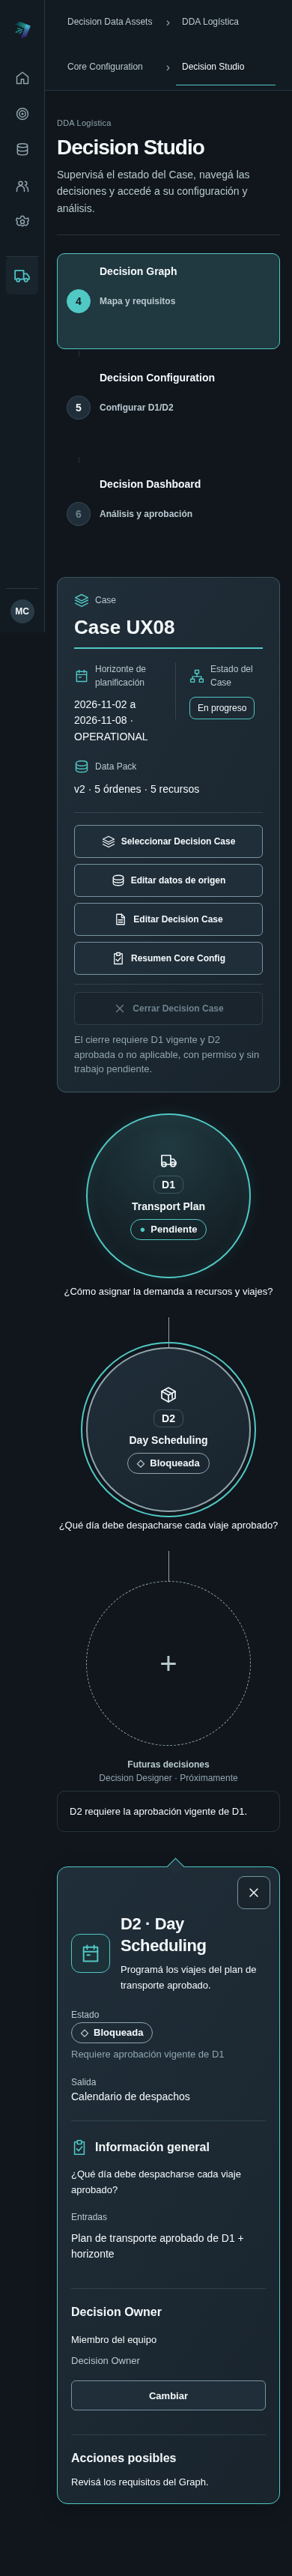 Decision Data Assets
›
DDA Logística
Core Configuration
›
Decision Studio
DDA Logística
Decision Studio
Supervisá el estado del Case, navegá las
decisiones y accedé a su configuración y
análisis.
Decision Graph
4
Mapa y requisitos
Decision Configuration
5
Configurar D1/D2
Decision Dashboard
6
Análisis y aprobación
MC
Case
Case UX08
Horizonte de
planificación
2026-11-02 a
2026-11-08 ·
OPERATIONAL
Estado del
Case
En progreso
Data Pack
v2 · 5 órdenes · 5 recursos
Seleccionar Decision Case
Editar datos de origen
Editar Decision Case
Resumen Core Config
Cerrar Decision Case
El cierre requiere D1 vigente y D2
aprobada o no aplicable, con permiso y sin
trabajo pendiente.
D1
Transport Plan
Pendiente
¿Cómo asignar la demanda a recursos y viajes?
D2
Day Scheduling
Bloqueada
¿Qué día debe despacharse cada viaje aprobado?
Futuras decisiones
Decision Designer · Próximamente
D2 requiere la aprobación vigente de D1.
D2 · Day
Scheduling
Programá los viajes del plan de
transporte aprobado.
Estado
Bloqueada
Requiere aprobación vigente de D1
Salida
Calendario de despachos
Información general
¿Qué día debe despacharse cada viaje
aprobado?
Entradas
Plan de transporte aprobado de D1 +
horizonte
Decision Owner
Miembro del equipo
Decision Owner
Cambiar
Acciones posibles
Revisá los requisitos del Graph.